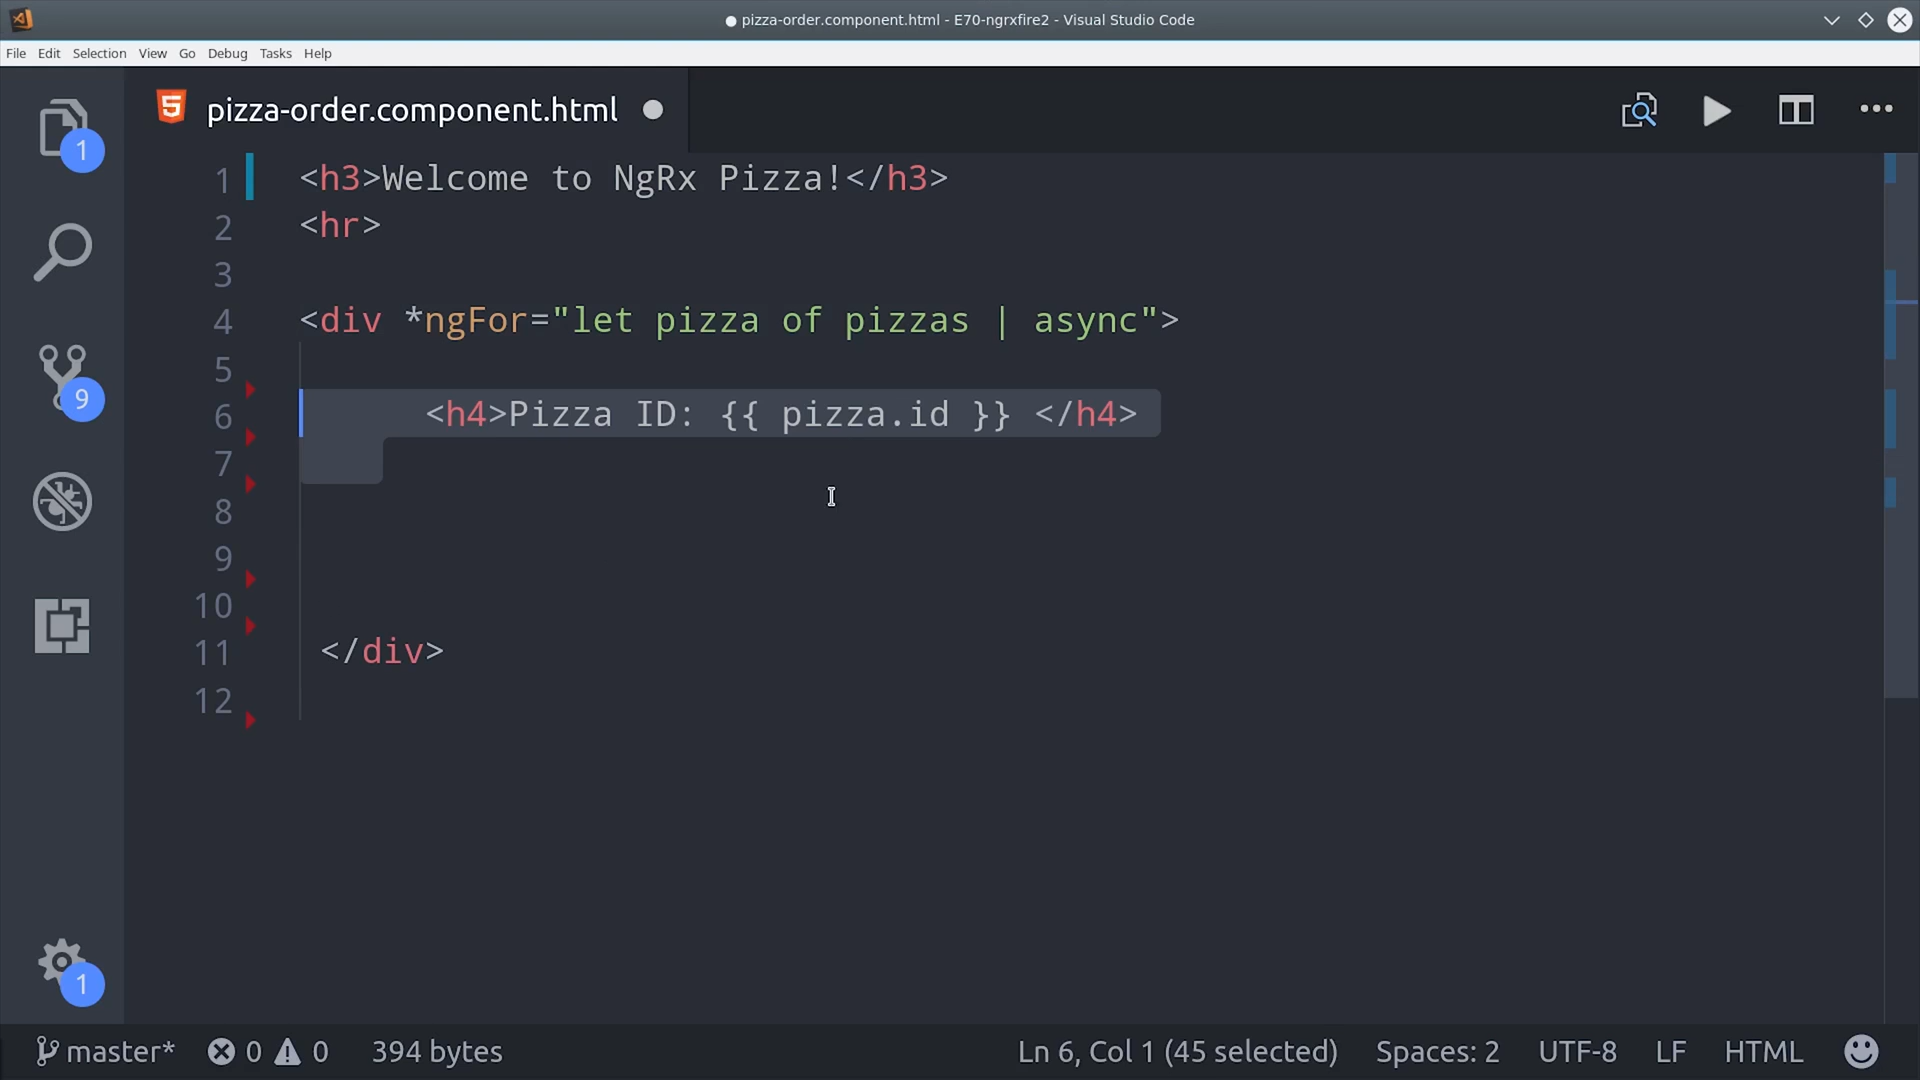 pizza-order.component.html - E70-ngrxfire2 - Visual Studio Code
File Edit Selection View Go Debug Tasks Help
pizza-order.component.html
1 <h3>Welcome to NgRx Pizza!</h3>
2 <hr>
3
4 <div *ngFor="let pizza of pizzas | async">
5
6 <h4>Pizza ID: {{ pizza.id }} </h4>
7
8
9
10
11 </div>
12
1
9
1
master* 0 0 394 bytes Ln 6, Col 1 (45 selected) Spaces: 2 UTF-8 LF HTML